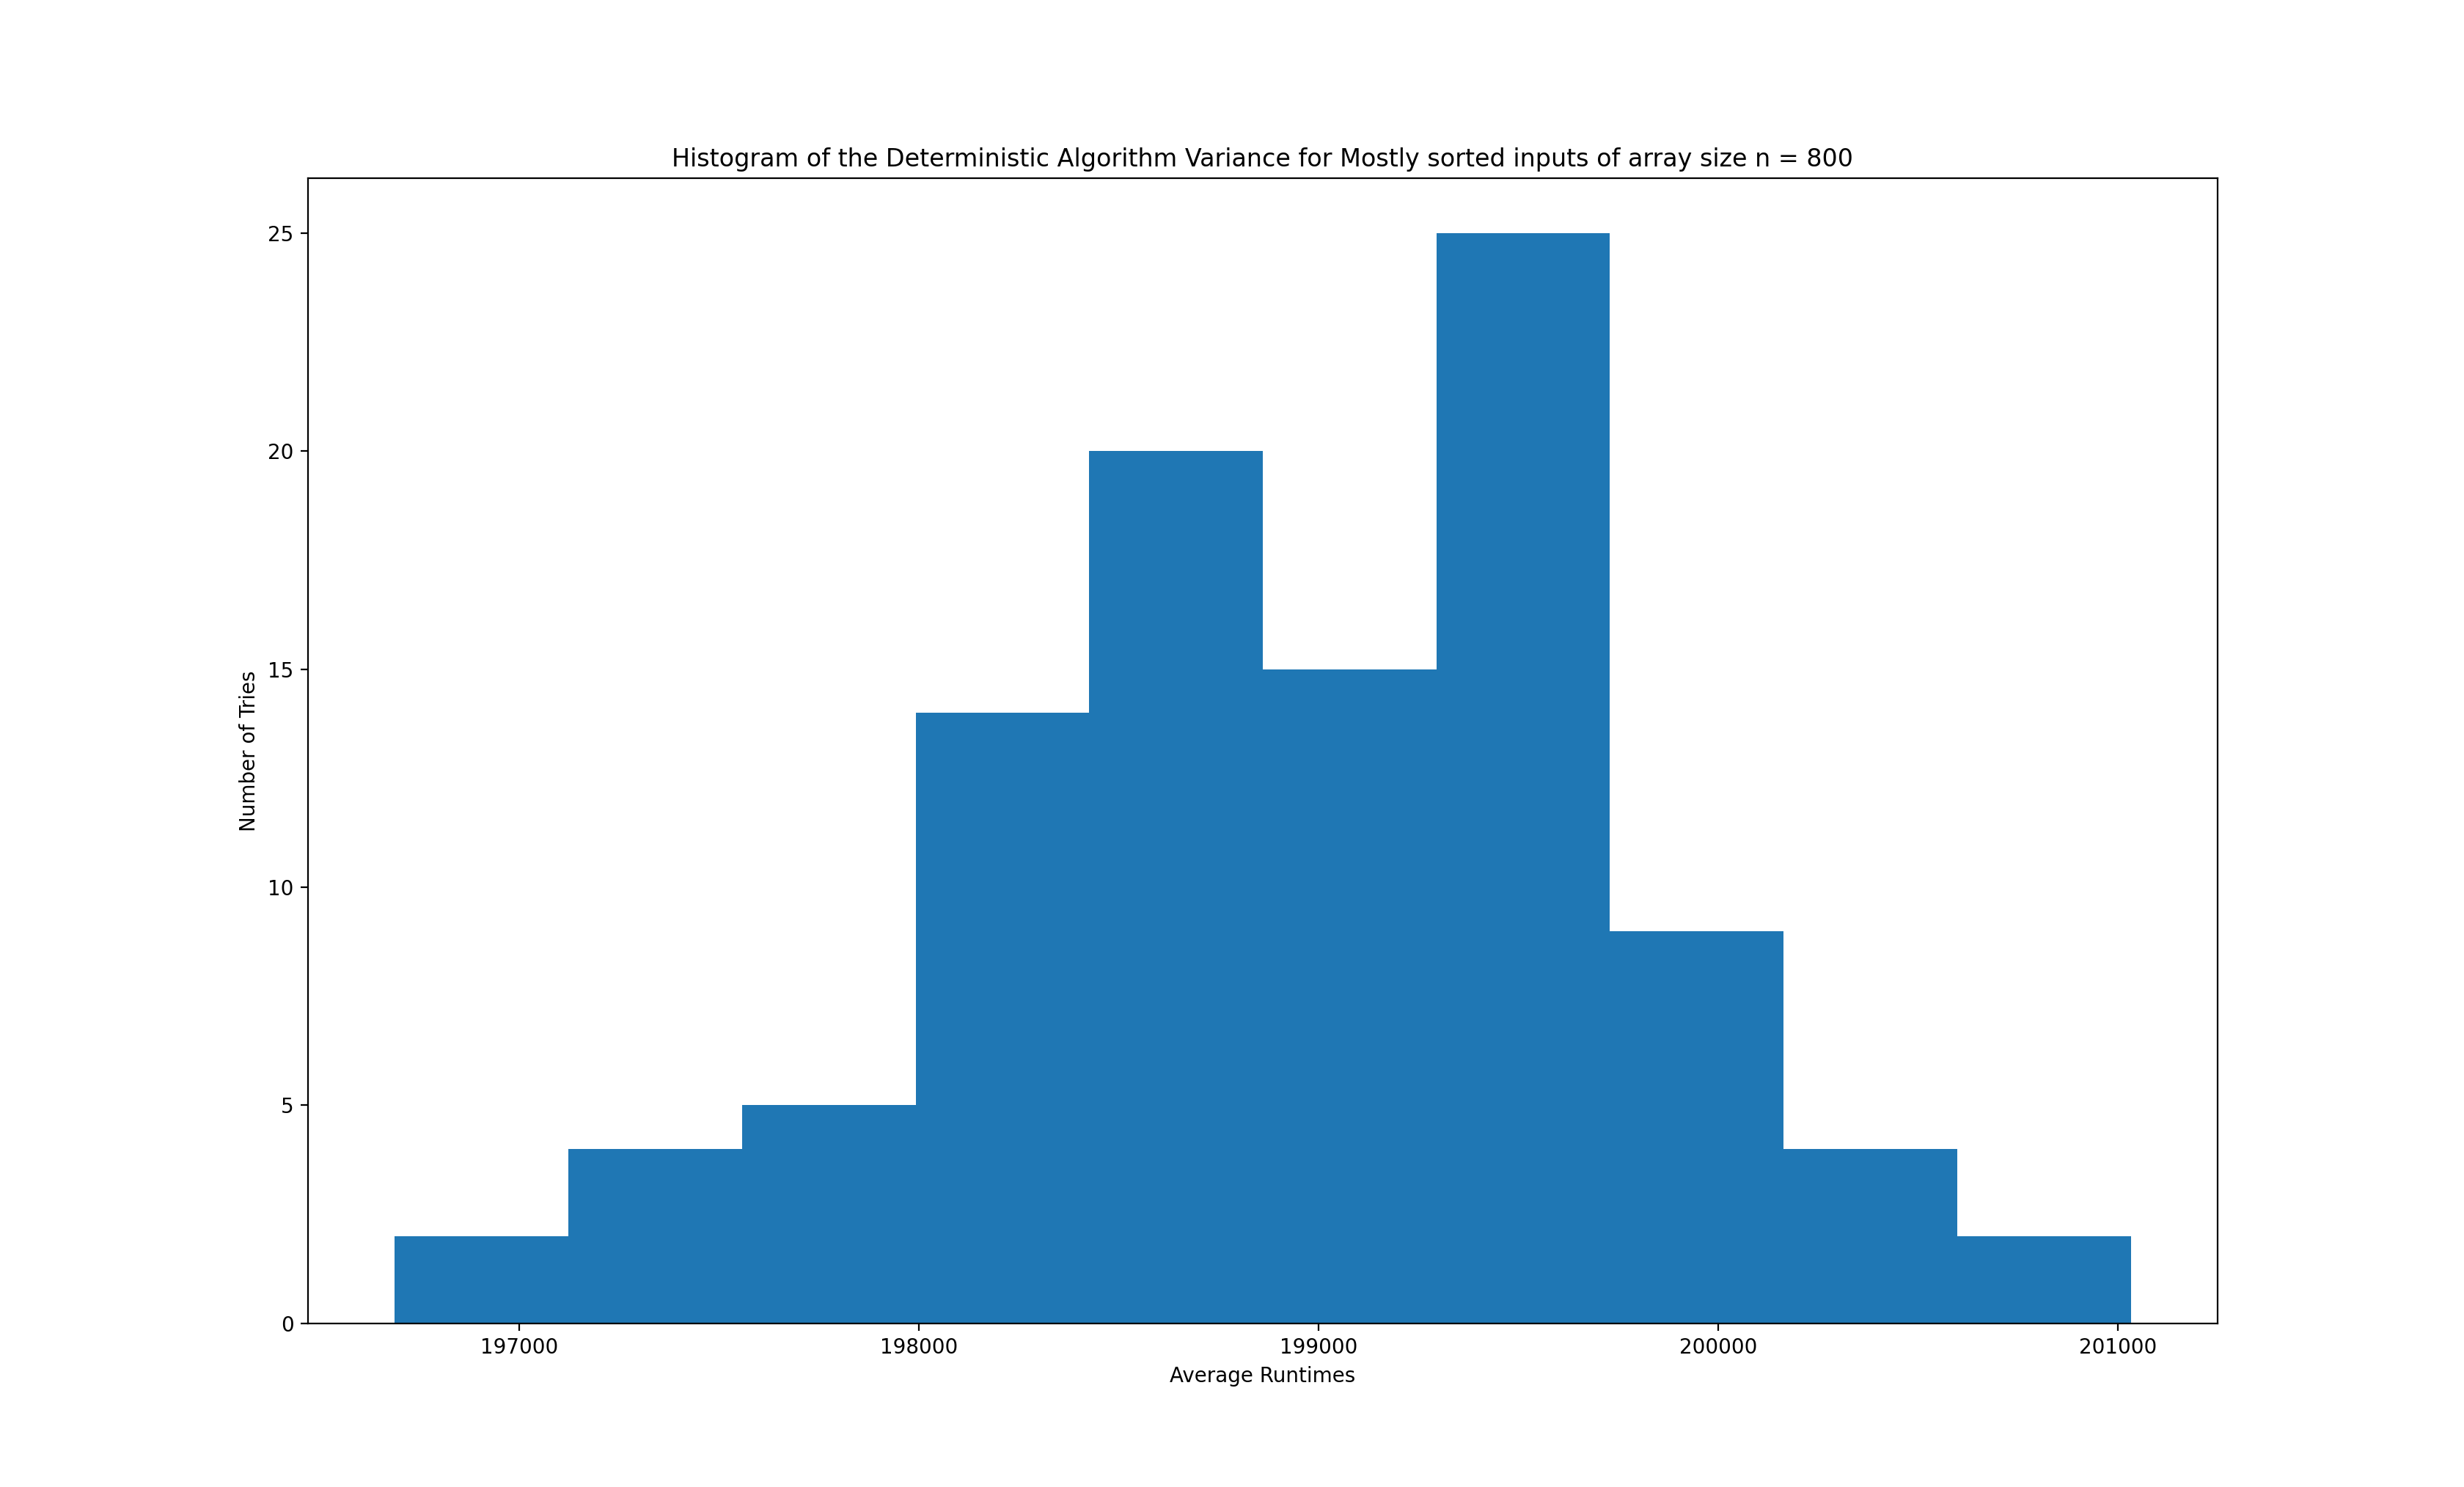 Histogram of the Deterministic Algorithm Variance for Mostly sorted inputs of array size n = 800
25
20
15
10
5
0
Number of Tries
197000 198000 199000 200000 201000
Average Runtimes